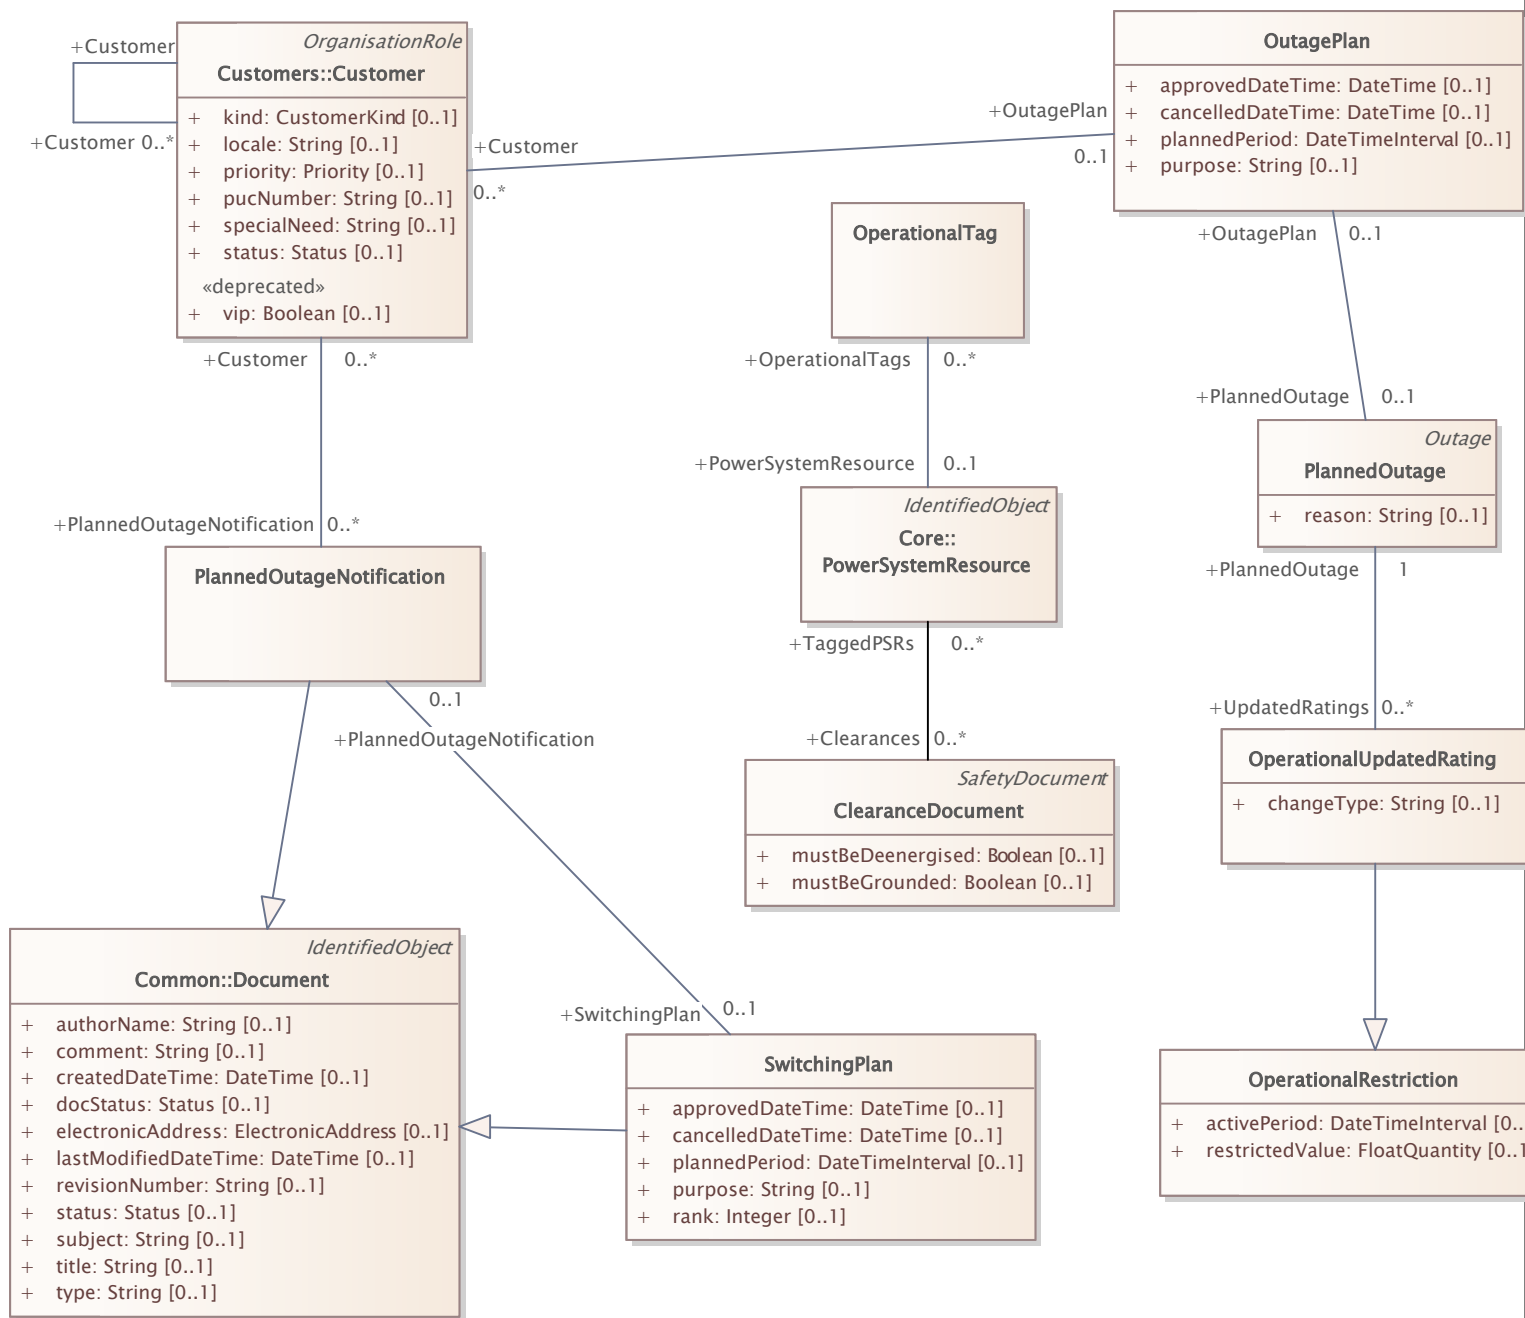 OrganisationRole
Customers::Customer
+ kind: CustomerKind [0..1]
+ locale: String [0..1]
+ priority: Priority [0..1]
+ pucNumber: String [0..1]
+ specialNeed: String [0..1]
+ status: Status [0..1]
«deprecated»
+ vip: Boolean [0..1]
+Customer
+Customer 0..*
+Customer
0..*
+OutagePlan
0..1
OutagePlan
+ approvedDateTime: DateTime [0..1]
+ cancelledDateTime: DateTime [0..1]
+ plannedPeriod: DateTimeInterval [0..1]
+ purpose: String [0..1]
+OutagePlan 0..1
OperationalTag
+OperationalTags 0..*
+PowerSystemResource 0..1
IdentifiedObject
Core::
PowerSystemResource
+TaggedPSRs 0..*
+Clearances 0..*
SafetyDocument
ClearanceDocument
+ mustBeDeenergised: Boolean [0..1]
+ mustBeGrounded: Boolean [0..1]
+PlannedOutage 0..1
Outage
PlannedOutage
+ reason: String [0..1]
+PlannedOutage 1
+UpdatedRatings 0..*
OperationalUpdatedRating
+ changeType: String [0..1]
OperationalRestriction
+ activePeriod: DateTimeInterval [0..
+ restrictedValue: FloatQuantity [0..1
+Customer 0..*
+PlannedOutageNotification 0..*
PlannedOutageNotification
0..1
+PlannedOutageNotification
+SwitchingPlan 0..1
SwitchingPlan
+ approvedDateTime: DateTime [0..1]
+ cancelledDateTime: DateTime [0..1]
+ plannedPeriod: DateTimeInterval [0..1]
+ purpose: String [0..1]
+ rank: Integer [0..1]
IdentifiedObject
Common::Document
+ authorName: String [0..1]
+ comment: String [0..1]
+ createdDateTime: DateTime [0..1]
+ docStatus: Status [0..1]
+ electronicAddress: ElectronicAddress [0..1]
+ lastModifiedDateTime: DateTime [0..1]
+ revisionNumber: String [0..1]
+ status: Status [0..1]
+ subject: String [0..1]
+ title: String [0..1]
+ type: String [0..1]